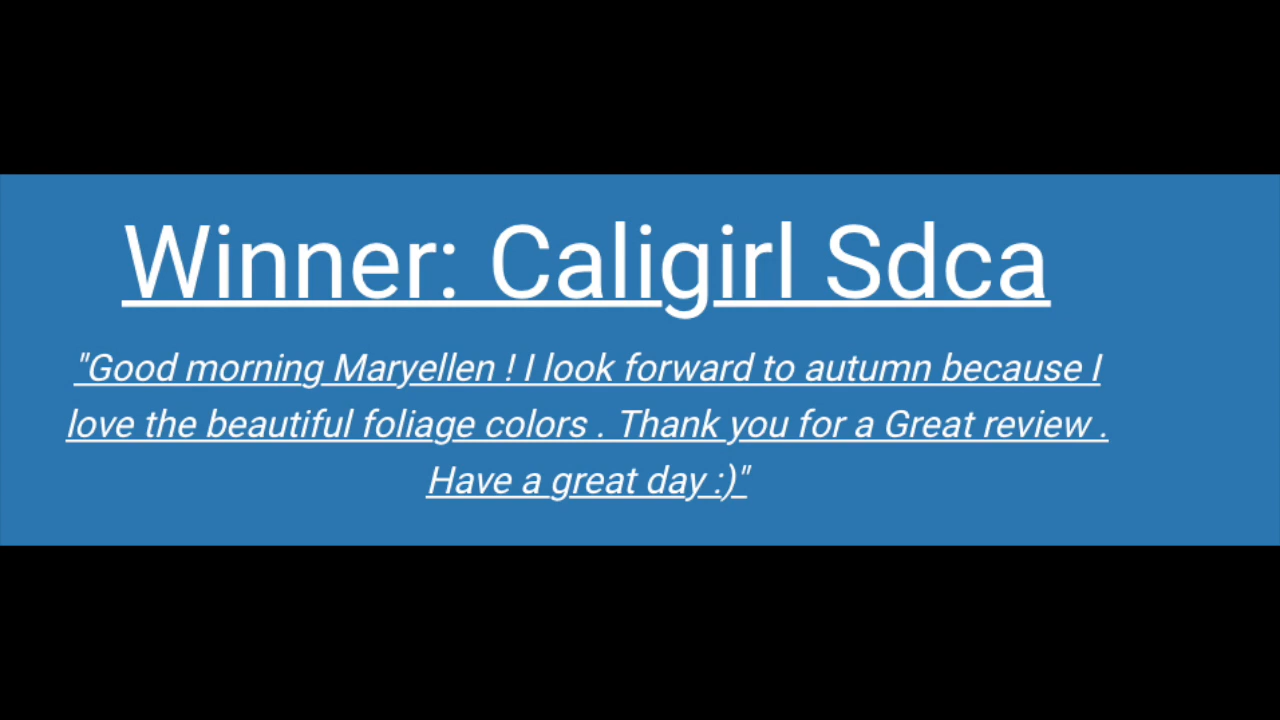 Winner: Caligirl Sdca
"Good morning Maryellen ! I look forward to autumn because I
love the beautiful foliage colors . Thank you for a Great review .
Have a great day :)"